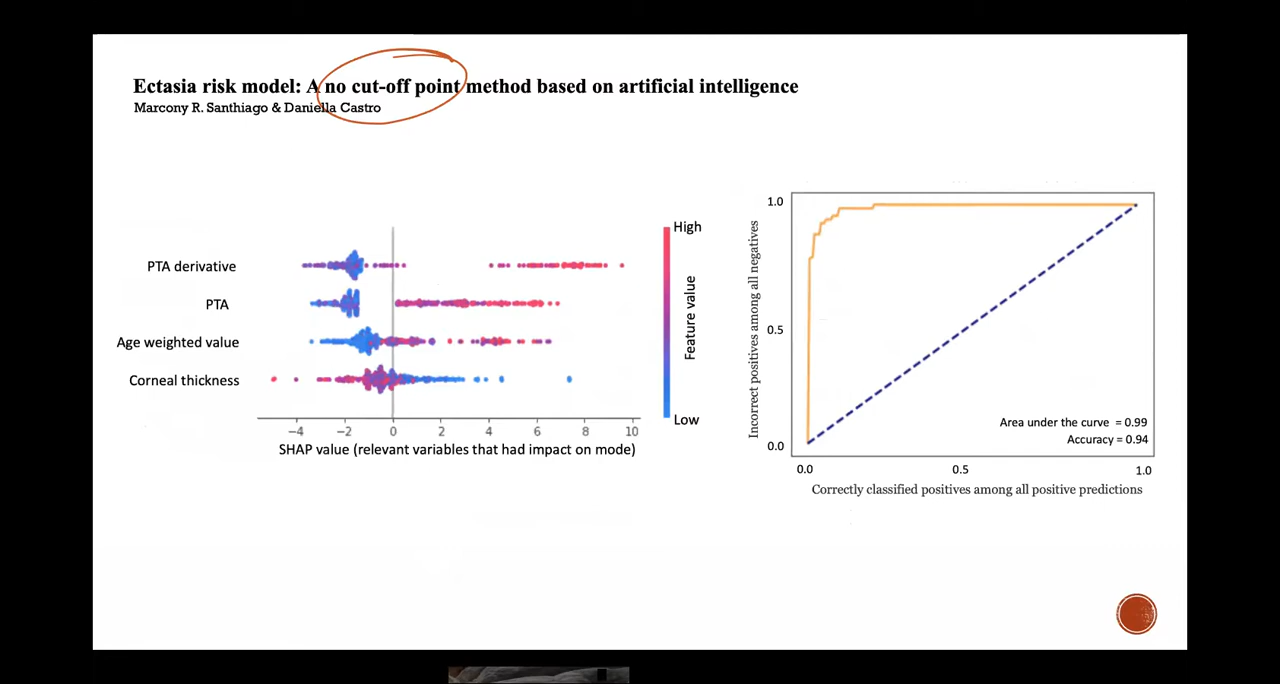 Ectasia risk model: A no cut-off point method based on artificial intelligence
Marcony R. Santhiago & Daniella Castro
PTA derivative
PTA
Age weighted value
Corneal thickness
−4 −2 0 2 4 6 8 10
SHAP value (relevant variables that had impact on mode)
High
Feature value
Low
Incorrect positives among all negatives
1.0
0.5
0.0
Area under the curve = 0.99
Accuracy = 0.94
0.0 0.5 1.0
Correctly classified positives among all positive predictions